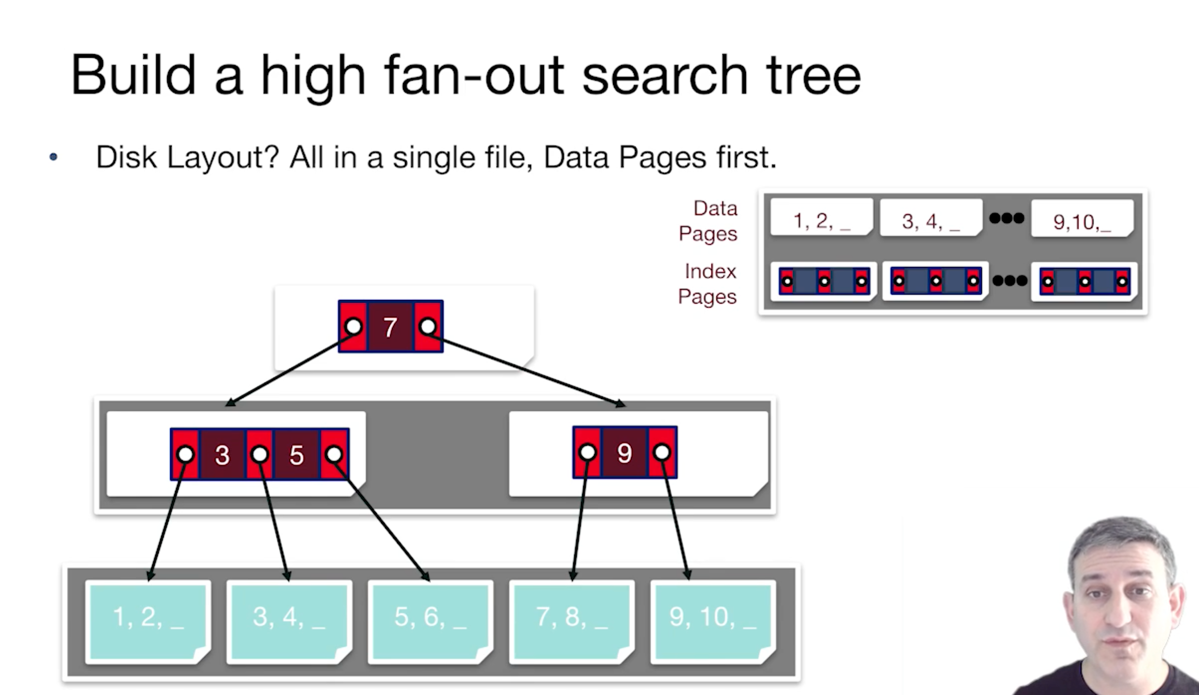 Build a high fan-out search tree
• Disk Layout? All in a single file, Data Pages first.
Data
Pages
1, 2, _
3, 4, _
9,10,_
Index
Pages
7
3
5
9
1, 2, _
3, 4, _
5, 6, _
7, 8, _
9, 10, _